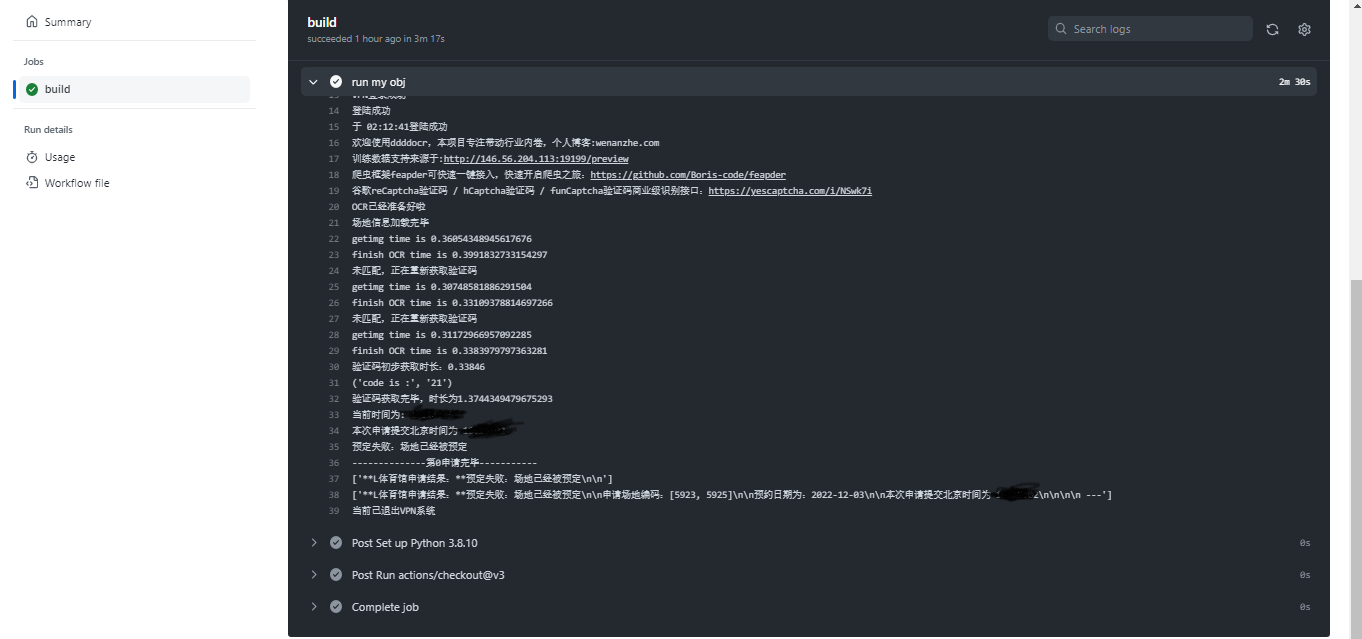 Summary
Jobs
build
Run details
Usage
Workflow file
build
succeeded 1 hour ago in 3m 17s
Search logs
run my obj
2m 30s
14 登陆成功
15 于 02:12:41登陆成功
16 欢迎使用ddddocr，本项目专注带动行业内卷，个人博客:wenanzhe.com
17 训练数据支持来源于:http://146.56.204.113:19199/preview
18 爬虫框架feapder可快速一键接入，快速开启爬虫之旅：https://github.com/Boris-code/feapder
19 谷歌reCaptcha验证码 / hCaptcha验证码 / funCaptcha验证码商业级识别接口：https://yescaptcha.com/i/NSwk7i
20 OCR已经准备好啦
21 场地信息加载完毕
22 getimg time is 0.36054348945617676
23 finish OCR time is 0.3991832733154297
24 未匹配，正在重新获取验证码
25 getimg time is 0.30748581886291504
26 finish OCR time is 0.33109378814697266
27 未匹配，正在重新获取验证码
28 getimg time is 0.31172966957092285
29 finish OCR time is 0.3383979797363281
30 验证码初步获取时长：0.33846
31 ('code is :', '21')
32 验证码获取完毕，时长为1.3744349479675293
33 当前时间为:
34 本次申请提交北京时间为
35 预定失败：场地已经被预定
36 --------------第0申请完毕-----------
37 ['**L体育馆申请结果：**预定失败：场地已经被预定\n\n']
38 ['**L体育馆申请结果：**预定失败：场地已经被预定\n\n申请场地编码：[5923, 5925]\n\n预约日期为：2022-12-03\n\n本次申请提交北京时间为 \n\n\n\n ---']
39 当前已退出VPN系统
Post Set up Python 3.8.10
0s
Post Run actions/checkout@v3
0s
Complete job
0s